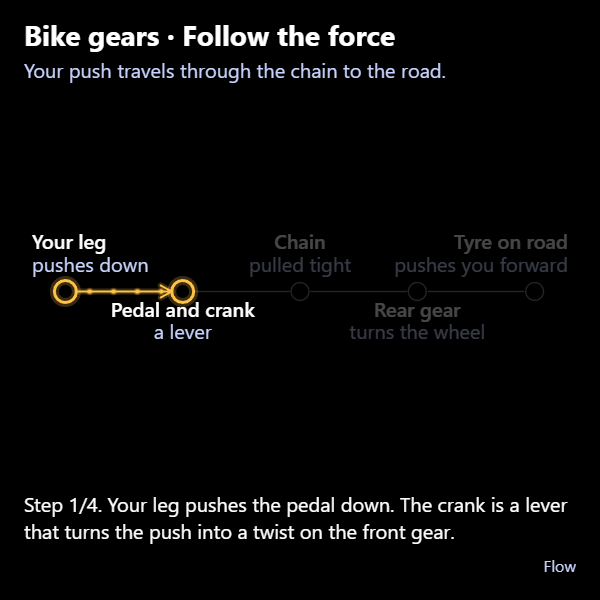 Bike gears · Follow the force
Your push travels through the chain to the road.
Your leg
pushes down
Chain
pulled tight
Tyre on road
pushes you forward
Pedal and crank
a lever
Rear gear
turns the wheel
Step 1/4. Your leg pushes the pedal down. The crank is a lever
that turns the push into a twist on the front gear.
Flow